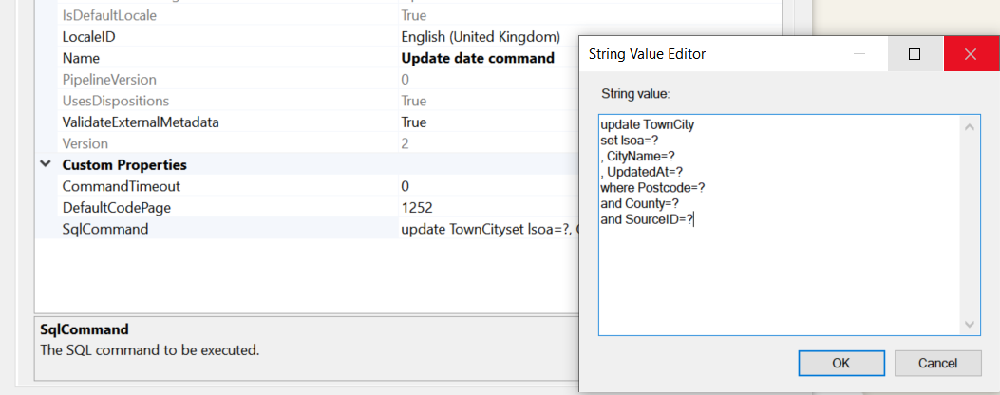 IsDefaultLocale True
LocaleID English (United Kingdom)
Name Update date command
PipelineVersion 0
UsesDispositions True
ValidateExternalMetadata True
Version 2
Custom Properties
CommandTimeout 0
DefaultCodePage 1252
SqlCommand update TownCityset lsoa=?,
SqlCommand
The SQL command to be executed.
String Value Editor
String value:
update TownCity
set lsoa=?
, CityName=?
, UpdatedAt=?
where Postcode=?
and County=?
and SourceID=?
OK Cancel